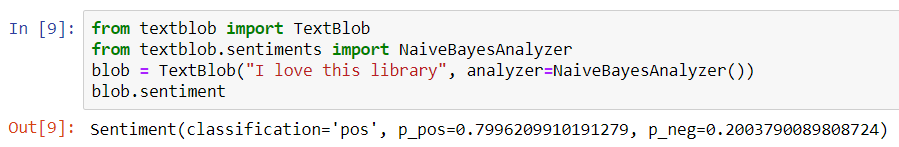 In [9]: from textblob import TextBlob
from textblob.sentiments import NaiveBayesAnalyzer
blob = TextBlob("I love this library", analyzer=NaiveBayesAnalyzer())
blob.sentiment
Out[9]: Sentiment(classification='pos', p_pos=0.7996209910191279, p_neg=0.2003790089808724)